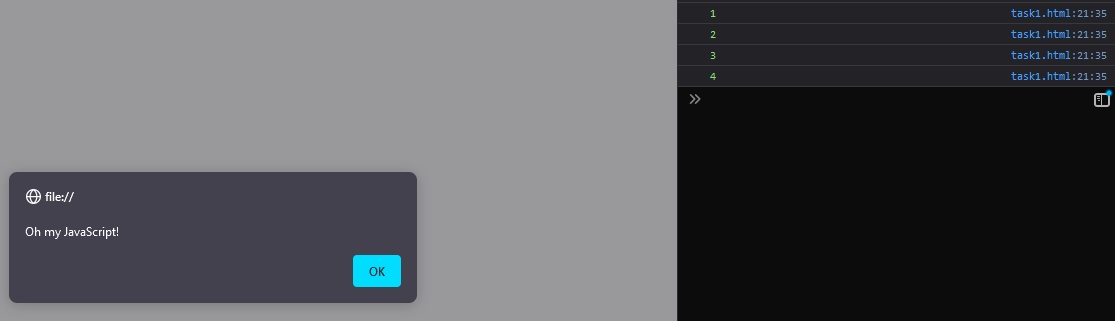 1 task1.html:21:35
2 task1.html:21:35
3 task1.html:21:35
4 task1.html:21:35
file://
Oh my JavaScript!
OK